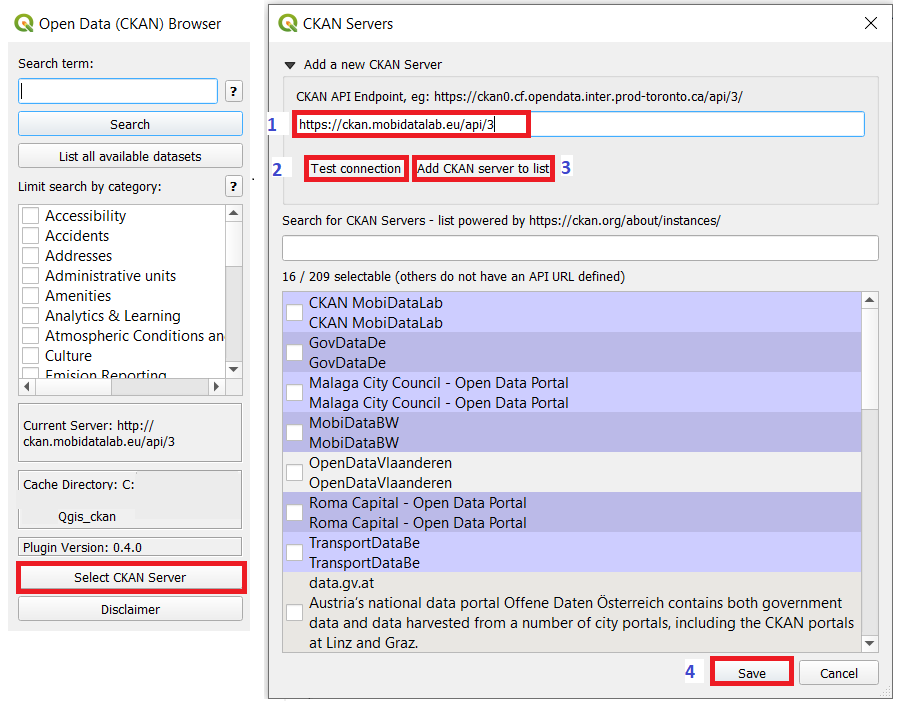 Open Data (CKAN) Browser
Search term:
?
Search
List all available datasets
Limit search by category:
?
Accessibility
Accidents
Addresses
Administrative units
Amenities
Analytics & Learning
Atmospheric Conditions an
Culture
Emision Reporting
Current Server: http://
ckan.mobidatalab.eu/api/3
Cache Directory: C:
Qgis_ckan
Plugin Version: 0.4.0
Select CKAN Server
Disclaimer
CKAN Servers
Add a new CKAN Server
CKAN API Endpoint, eg: https://ckan0.cf.opendata.inter.prod-toronto.ca/api/3/
1
https://ckan.mobidatalab.eu/api/3
2
Test connection
Add CKAN server to list
3
Search for CKAN Servers - list powered by https://ckan.org/about/instances/
16 / 209 selectable (others do not have an API URL defined)
CKAN MobiDataLab
CKAN MobiDataLab
GovDataDe
GovDataDe
Malaga City Council - Open Data Portal
Malaga City Council - Open Data Portal
MobiDataBW
MobiDataBW
OpenDataVlaanderen
OpenDataVlaanderen
Roma Capital - Open Data Portal
Roma Capital - Open Data Portal
TransportDataBe
TransportDataBe
data.gv.at
Austria's national data portal Offene Daten Österreich contains both government
data and data harvested from a number of city portals, including the CKAN portals
at Linz and Graz.
4
Save
Cancel